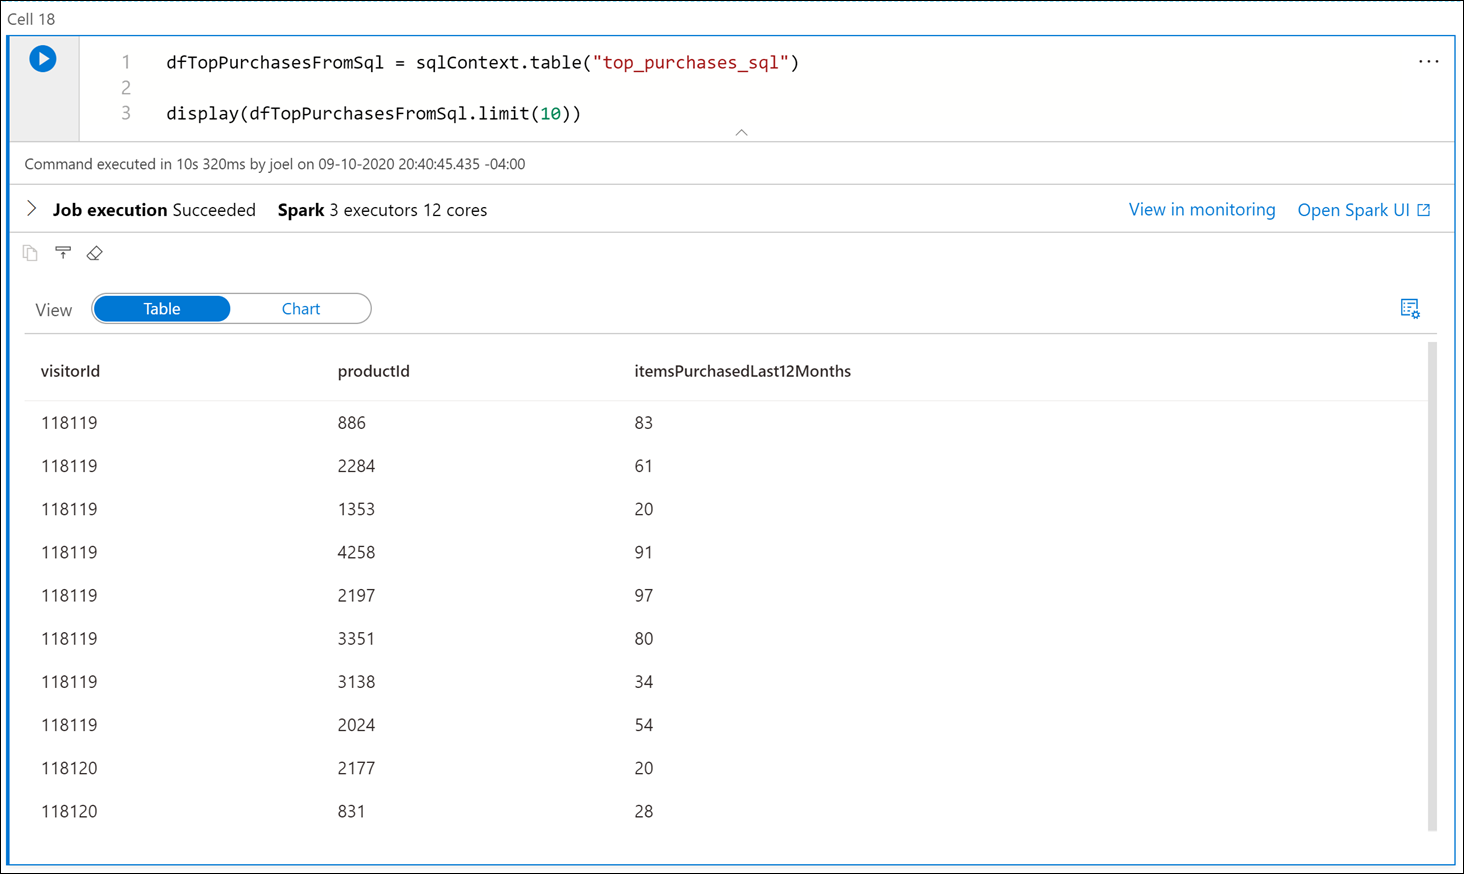 Cell 18
1 dfTopPurchasesFromSql = sqlContext.table("top_purchases_sql")
2
3 display(dfTopPurchasesFromSql.limit(10))
Command executed in 10s 320ms by joel on 09-10-2020 20:40:45.435 -04:00
Job execution Succeeded Spark 3 executors 12 cores View in monitoring Open Spark UI
View Table Chart
visitorId productId itemsPurchasedLast12Months
118119 886 83
118119 2284 61
118119 1353 20
118119 4258 91
118119 2197 97
118119 3351 80
118119 3138 34
118119 2024 54
118120 2177 20
118120 831 28